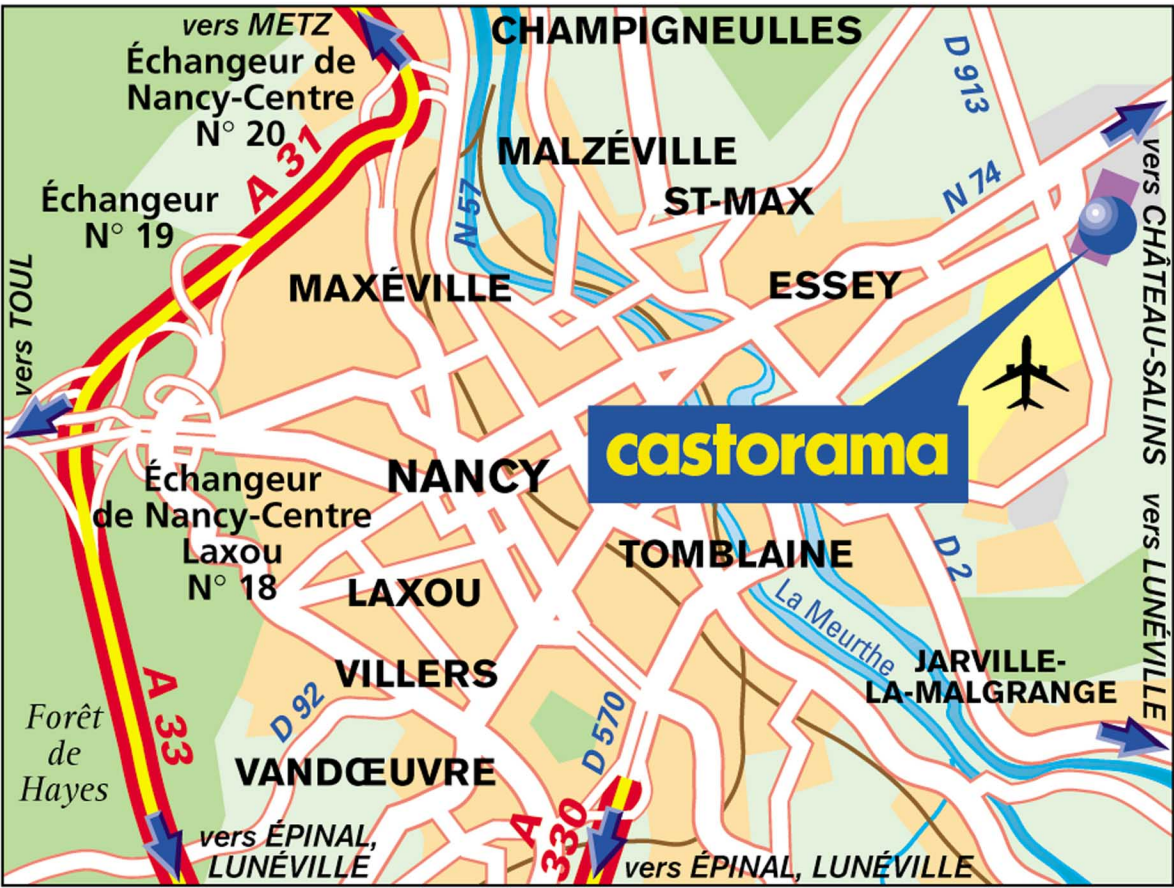 vers METZ
Échangeur de
Nancy-Centre
N° 20
A 31
CHAMPIGNEULLES
D 913
MALZÉVILLE
ST-MAX
N 74
Échangeur
N° 19
N 57
vers CHÂTEAU-SALINS
vers TOUL
MAXÉVILLE
ESSEY
castorama
NANCY
Échangeur
de Nancy-Centre
Laxou
N° 18
TOMBLAINE
D 2
vers LUNÉVILLE
LAXOU
La Meurthe
JARVILLE-
LA-MALGRANGE
VILLERS
D 92
D 570
A 33
Forêt
de
Hayes
VANDŒUVRE
A
330
vers ÉPINAL,
LUNÉVILLE
vers ÉPINAL, LUNÉVILLE